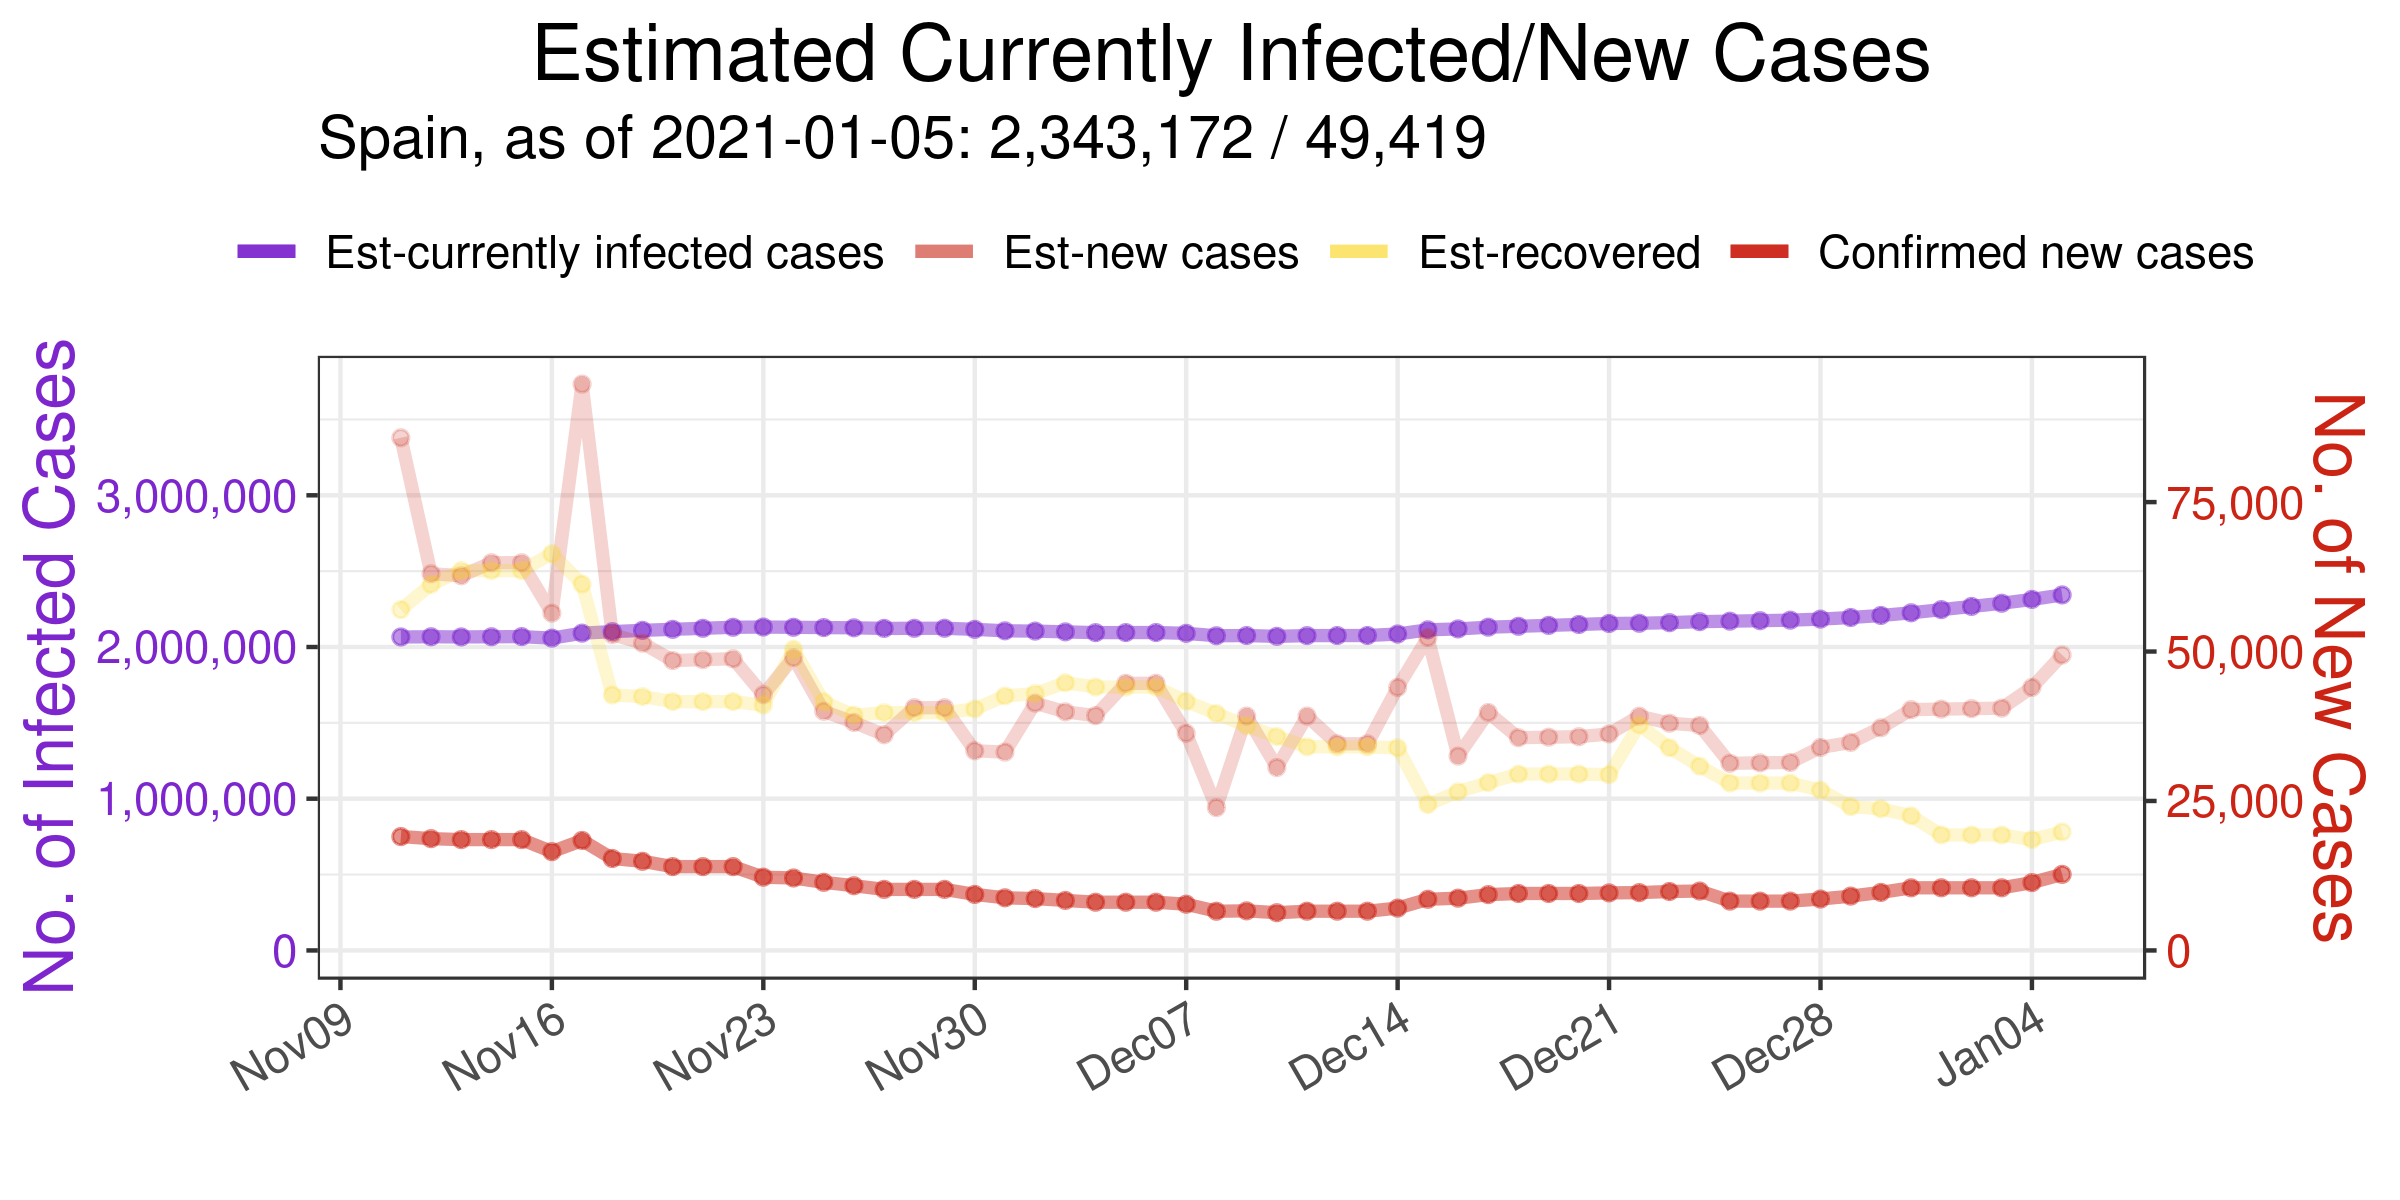 Estimated Currently Infected/New Cases
Spain, as of 2021-01-05: 2,343,172 / 49,419
Est-currently infected cases Est-new cases Est-recovered Confirmed new cases
No. of Infected Cases
3,000,000
2,000,000
1,000,000
0
75,000
50,000
25,000
0
No. of New Cases
Nov09 Nov16 Nov23 Nov30 Dec07 Dec14 Dec21 Dec28 Jan04